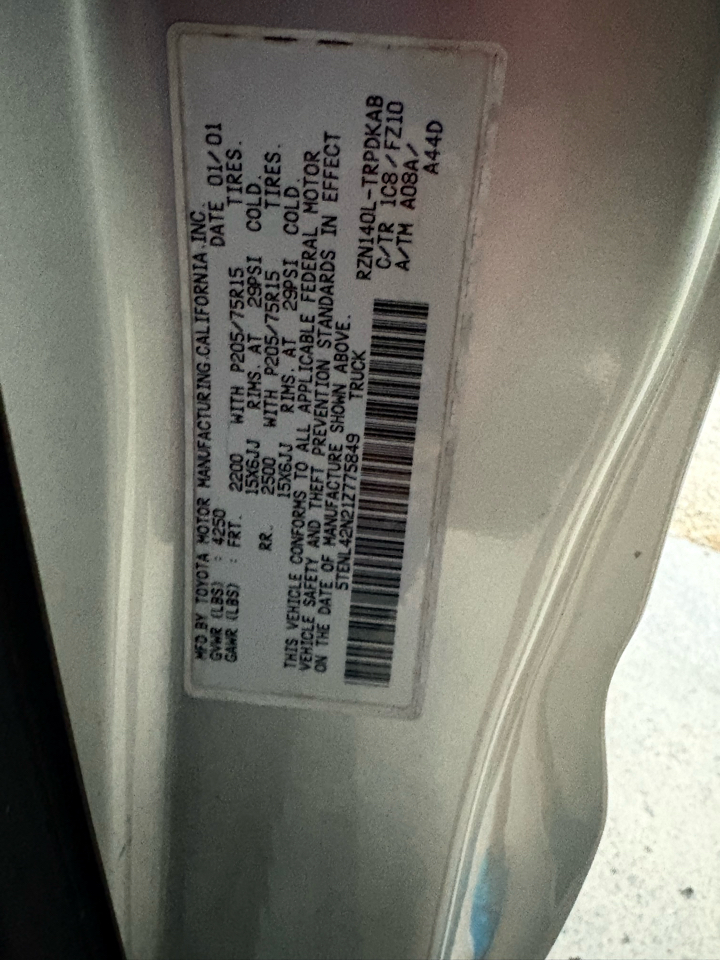 MFD BY TOYOTA MOTOR MANUFACTURING.CALIFORNIA.INC.
GVWR (LBS) : 4250 DATE 01/01
GAWR (LBS) : FRT. 2200 WITH P205/75R15 TIRES.
15X6JJ RIMS. AT 29PSI COLD.
RR. 2500 WITH P205/75R15 TIRES.
15X6JJ RIMS. AT 29PSI COLD.
THIS VEHICLE CONFORMS TO ALL APPLICABLE FEDERAL MOTOR
VEHICLE SAFETY AND THEFT PREVENTION STANDARDS IN EFFECT
ON THE DATE OF MANUFACTURE SHOWN ABOVE.
5TENL42N21Z775849 TRUCK
RZN140L-TRPDKAB
C/TR 1C8/FZ10
A/TM A08A/
A44D